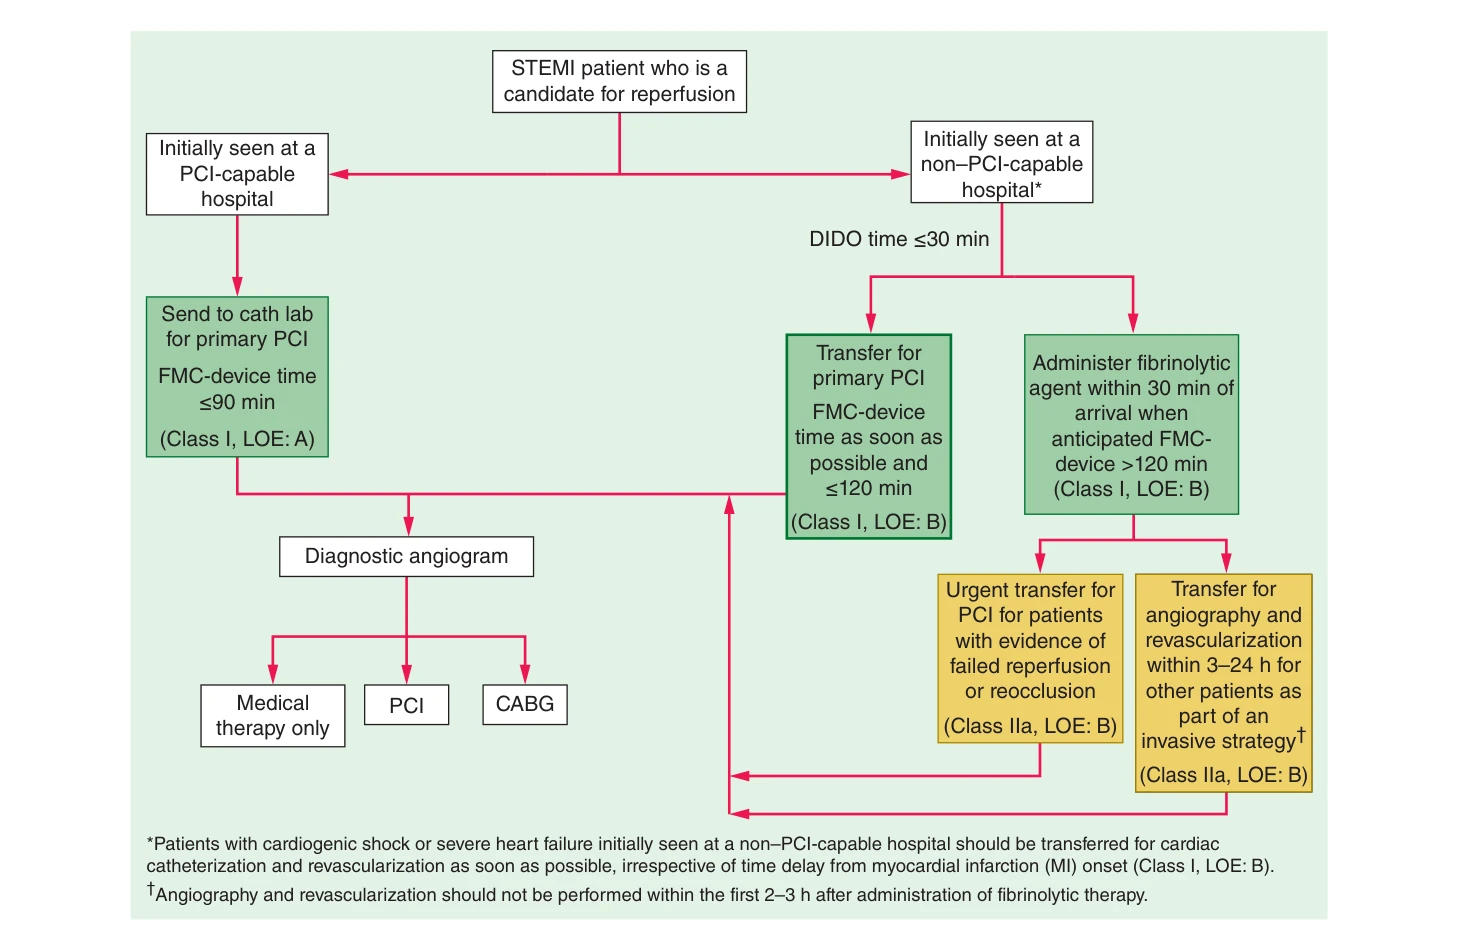 STEMI patient who is a
candidate for reperfusion
Initially seen at a
PCI-capable
hospital
Initially seen at a
non–PCI-capable
hospital*
DIDO time ≤30 min
Send to cath lab
for primary PCI
FMC-device time
≤90 min
(Class I, LOE: A)
Transfer for
primary PCI
FMC-device
time as soon as
possible and
≤120 min
(Class I, LOE: B)
Administer fibrinolytic
agent within 30 min of
arrival when
anticipated FMC-
device >120 min
(Class I, LOE: B)
Diagnostic angiogram
Medical
therapy only
PCI
CABG
Urgent transfer for
PCI for patients
with evidence of
failed reperfusion
or reocclusion
(Class IIa, LOE: B)
Transfer for
angiography and
revascularization
within 3–24 h for
other patients as
part of an
invasive strategy†
(Class IIa, LOE: B)
*Patients with cardiogenic shock or severe heart failure initially seen at a non–PCI-capable hospital should be transferred for cardiac
catheterization and revascularization as soon as possible, irrespective of time delay from myocardial infarction (MI) onset (Class I, LOE: B).
†Angiography and revascularization should not be performed within the first 2–3 h after administration of fibrinolytic therapy.